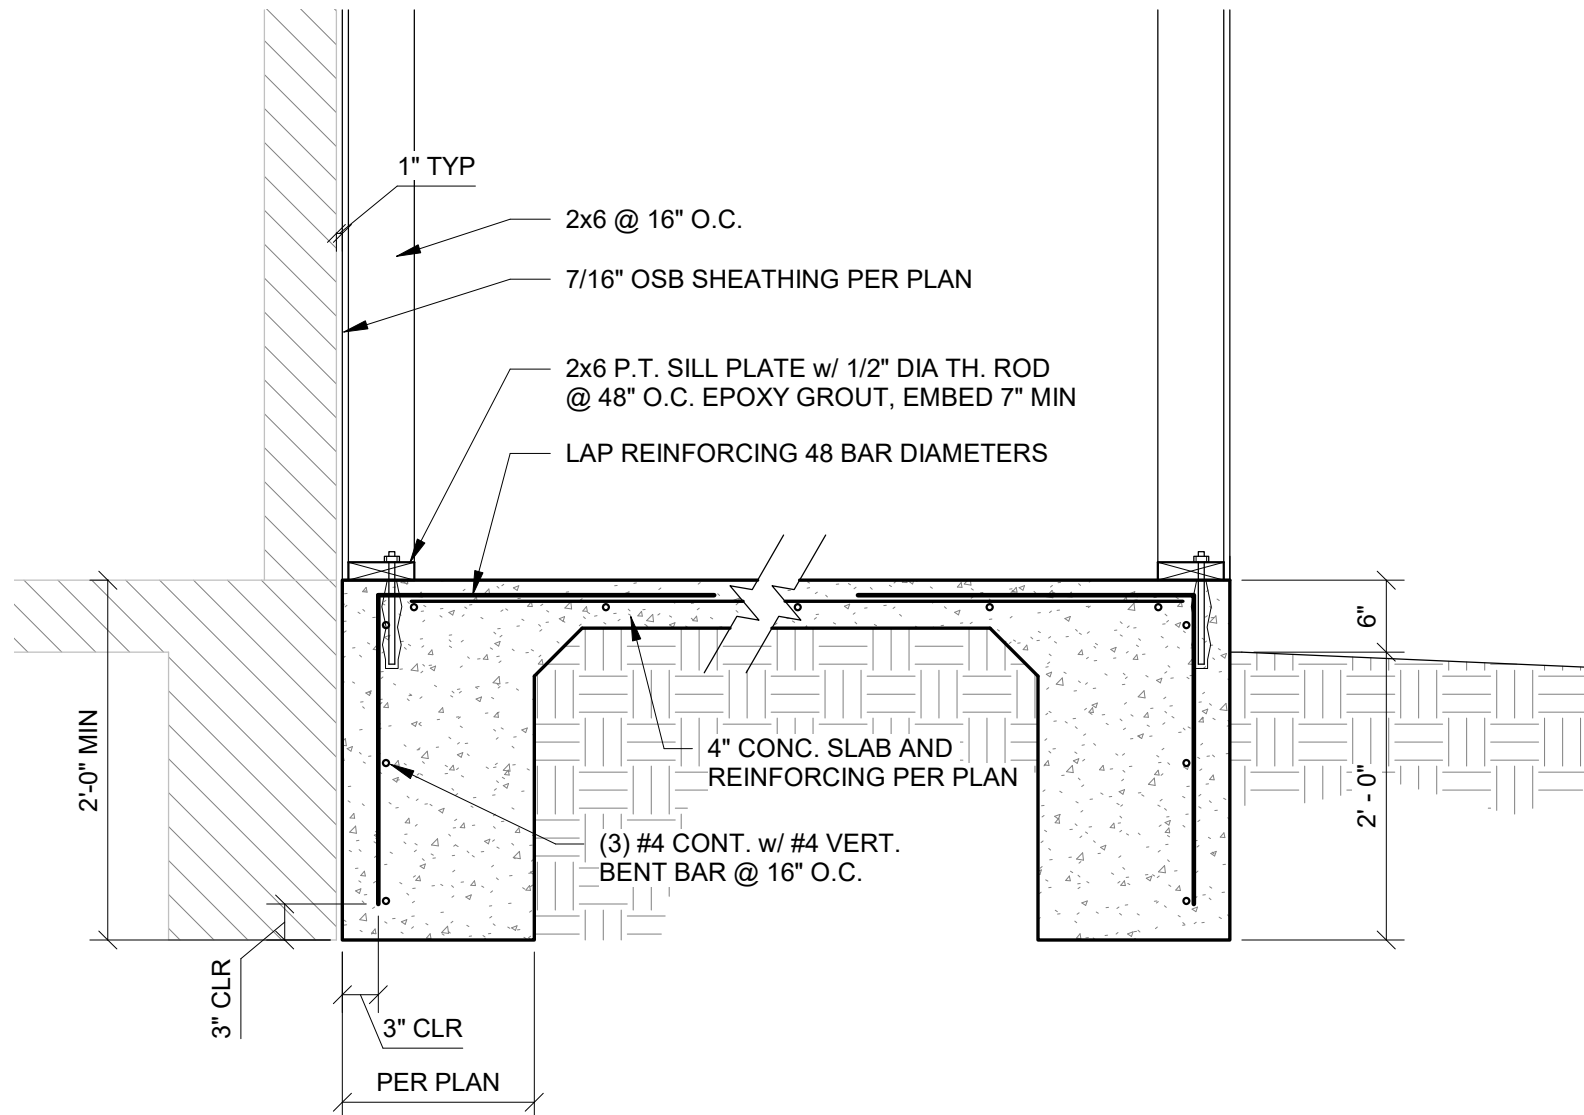 1" TYP
2x6 @ 16" O.C.
7/16" OSB SHEATHING PER PLAN
2x6 P.T. SILL PLATE w/ 1/2" DIA TH. ROD
@ 48" O.C. EPOXY GROUT, EMBED 7" MIN
LAP REINFORCING 48 BAR DIAMETERS
6"
2'-0" MIN
4" CONC. SLAB AND
REINFORCING PER PLAN
2' - 0"
(3) #4 CONT. w/ #4 VERT.
BENT BAR @ 16" O.C.
3" CLR
3" CLR
PER PLAN